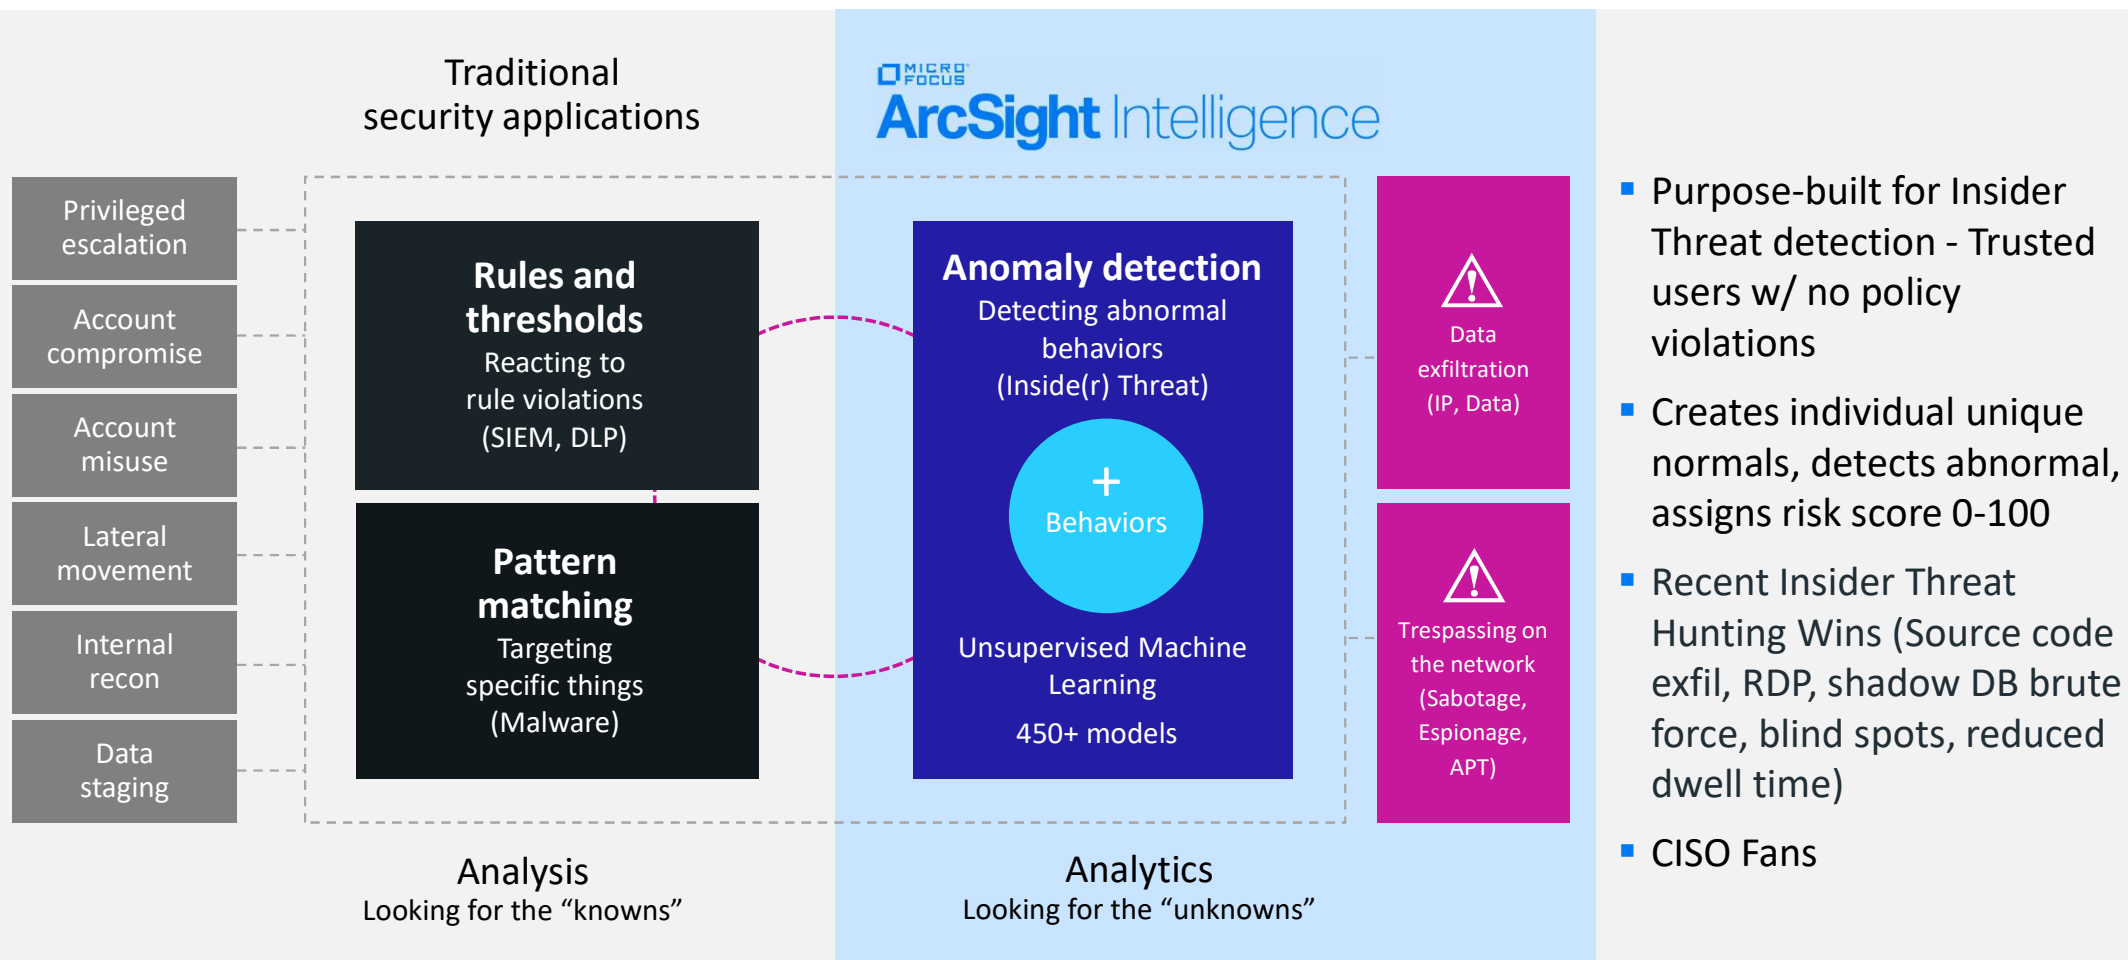 Traditional
security applications
MICRO
FOCUS
ArcSight Intelligence
Privileged
escalation
Account
compromise
Account
misuse
Lateral
movement
Internal
recon
Data
staging
Rules and
thresholds
Reacting to
rule violations
(SIEM, DLP)
Pattern
matching
Targeting
specific things
(Malware)
Anomaly detection
Detecting abnormal
behaviors
(Inside(r) Threat)
+
Behaviors
Unsupervised Machine
Learning
450+ models
Data
exfiltration
(IP, Data)
Trespassing on
the network
(Sabotage,
Espionage,
APT)
Analysis
Looking for the “knowns”
Analytics
Looking for the “unknowns”
▪ Purpose-built for Insider
Threat detection - Trusted
users w/ no policy
violations
▪ Creates individual unique
normals, detects abnormal,
assigns risk score 0-100
▪ Recent Insider Threat
Hunting Wins (Source code
exfil, RDP, shadow DB brute
force, blind spots, reduced
dwell time)
▪ CISO Fans